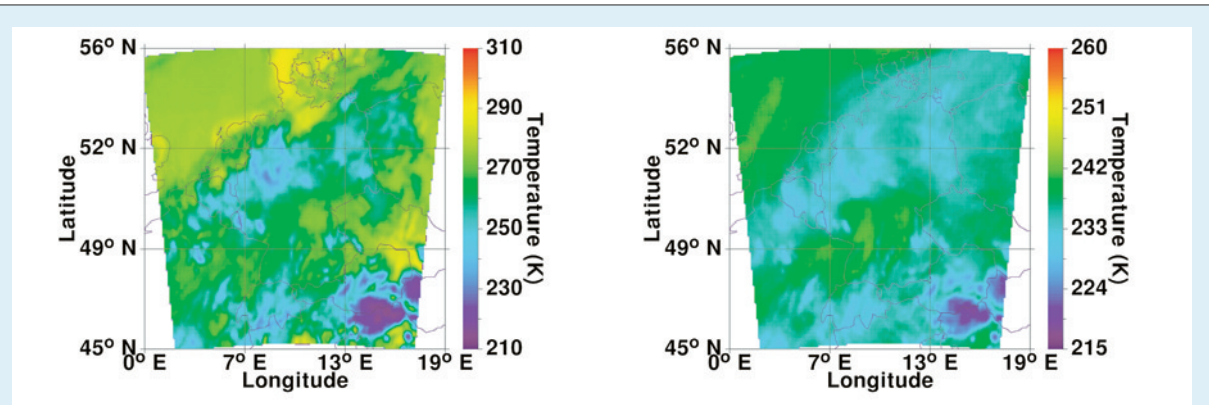 56° N
52° N
49° N
45° N
0° E
7° E
13° E
19° E
Latitude
Longitude
310
290
270
250
230
210
Temperature (K)
56° N
52° N
49° N
45° N
0° E
7° E
13° E
19° E
Latitude
Longitude
260
251
242
233
224
215
Temperature (K)